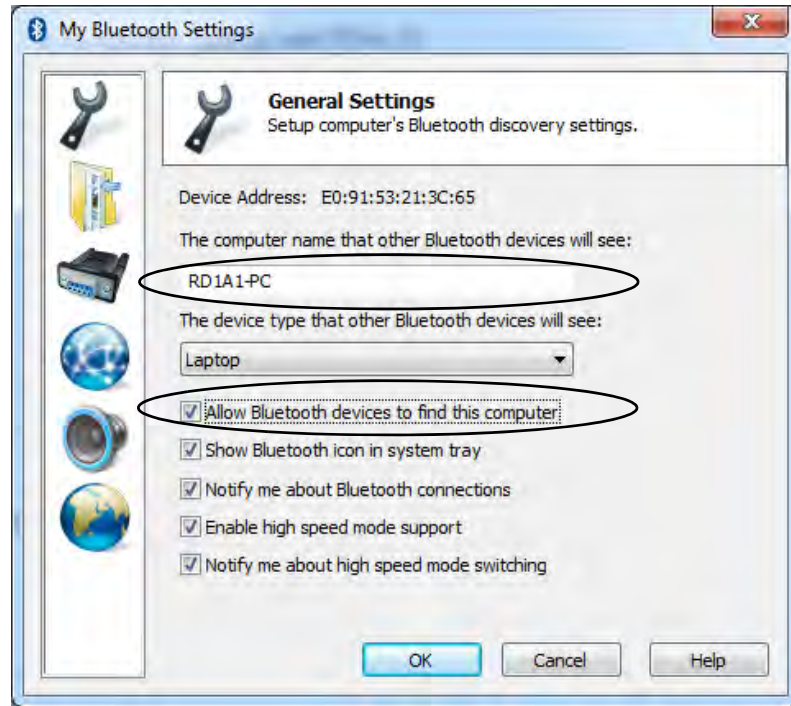 My Bluetooth Settings
General Settings
Setup computer's Bluetooth discovery settings.
Device Address: E0:91:53:21:3C:65
The computer name that other Bluetooth devices will see:
RD1A1-PC
The device type that other Bluetooth devices will see:
Laptop
Allow Bluetooth devices to find this computer
Show Bluetooth icon in system tray
Notify me about Bluetooth connections
Enable high speed mode support
Notify me about high speed mode switching
OK Cancel Help